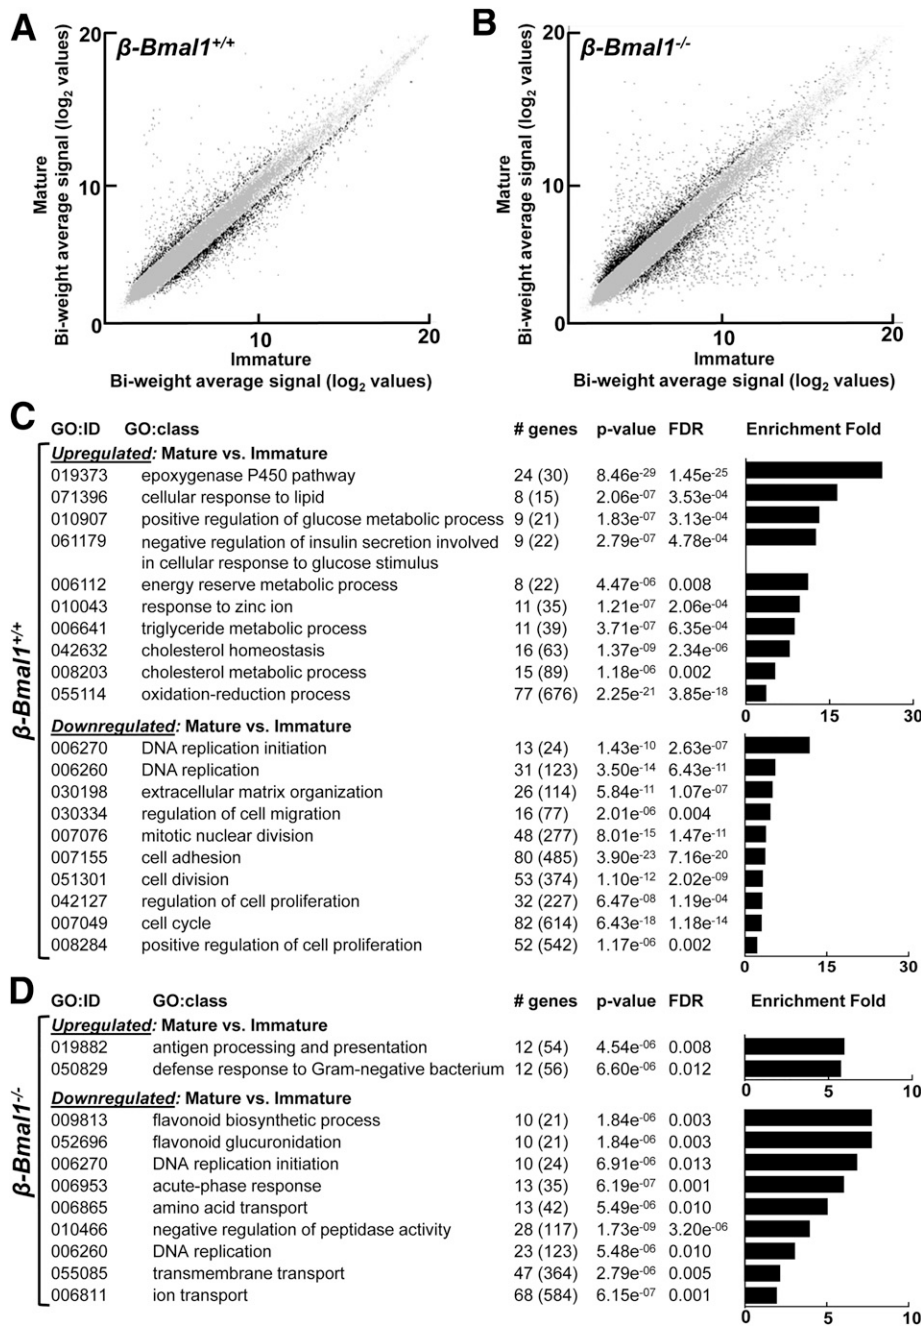 A
B
20
β-Bmal1+/+
20
β-Bmal1-/-
Mature
Bi-weight average signal (log2 values)
Mature
Bi-weight average signal (log2 values)
10
10
0
0
10
20
10
20
Immature
Bi-weight average signal (log2 values)
Immature
Bi-weight average signal (log2 values)
C
GO:ID GO:class # genes p-value FDR Enrichment Fold
β-Bmal1+/+
Upregulated: Mature vs. Immature
019373 epoxygenase P450 pathway 24 (30) 8.46e-29 1.45e-25
071396 cellular response to lipid 8 (15) 2.06e-07 3.53e-04
010907 positive regulation of glucose metabolic process 9 (21) 1.83e-07 3.13e-04
061179 negative regulation of insulin secretion involved 9 (22) 2.79e-07 4.78e-04
in cellular response to glucose stimulus
006112 energy reserve metabolic process 8 (22) 4.47e-06 0.008
010043 response to zinc ion 11 (35) 1.21e-07 2.06e-04
006641 triglyceride metabolic process 11 (39) 3.71e-07 6.35e-04
042632 cholesterol homeostasis 16 (63) 1.37e-09 2.34e-06
008203 cholesterol metabolic process 15 (89) 1.18e-06 0.002
055114 oxidation-reduction process 77 (676) 2.25e-21 3.85e-18
0 15 30
Downregulated: Mature vs. Immature
006270 DNA replication initiation 13 (24) 1.43e-10 2.63e-07
006260 DNA replication 31 (123) 3.50e-14 6.43e-11
030198 extracellular matrix organization 26 (114) 5.84e-11 1.07e-07
030334 regulation of cell migration 16 (77) 2.01e-06 0.004
007076 mitotic nuclear division 48 (277) 8.01e-15 1.47e-11
007155 cell adhesion 80 (485) 3.90e-23 7.16e-20
051301 cell division 53 (374) 1.10e-12 2.02e-09
042127 regulation of cell proliferation 32 (227) 6.47e-08 1.19e-04
007049 cell cycle 82 (614) 6.43e-18 1.18e-14
008284 positive regulation of cell proliferation 52 (542) 1.17e-06 0.002
0 15 30
D
GO:ID GO:class # genes p-value FDR Enrichment Fold
β-Bmal1-/-
Upregulated: Mature vs. Immature
019882 antigen processing and presentation 12 (54) 4.54e-06 0.008
050829 defense response to Gram-negative bacterium 12 (56) 6.60e-06 0.012
0 5 10
Downregulated: Mature vs. Immature
009813 flavonoid biosynthetic process 10 (21) 1.84e-06 0.003
052696 flavonoid glucuronidation 10 (21) 1.84e-06 0.003
006270 DNA replication initiation 10 (24) 6.91e-06 0.013
006953 acute-phase response 13 (35) 6.19e-07 0.001
006865 amino acid transport 13 (42) 5.49e-06 0.010
010466 negative regulation of peptidase activity 28 (117) 1.73e-09 3.20e-06
006260 DNA replication 23 (123) 5.48e-06 0.010
055085 transmembrane transport 47 (364) 2.79e-06 0.005
006811 ion transport 68 (584) 6.15e-07 0.001
0 5 10